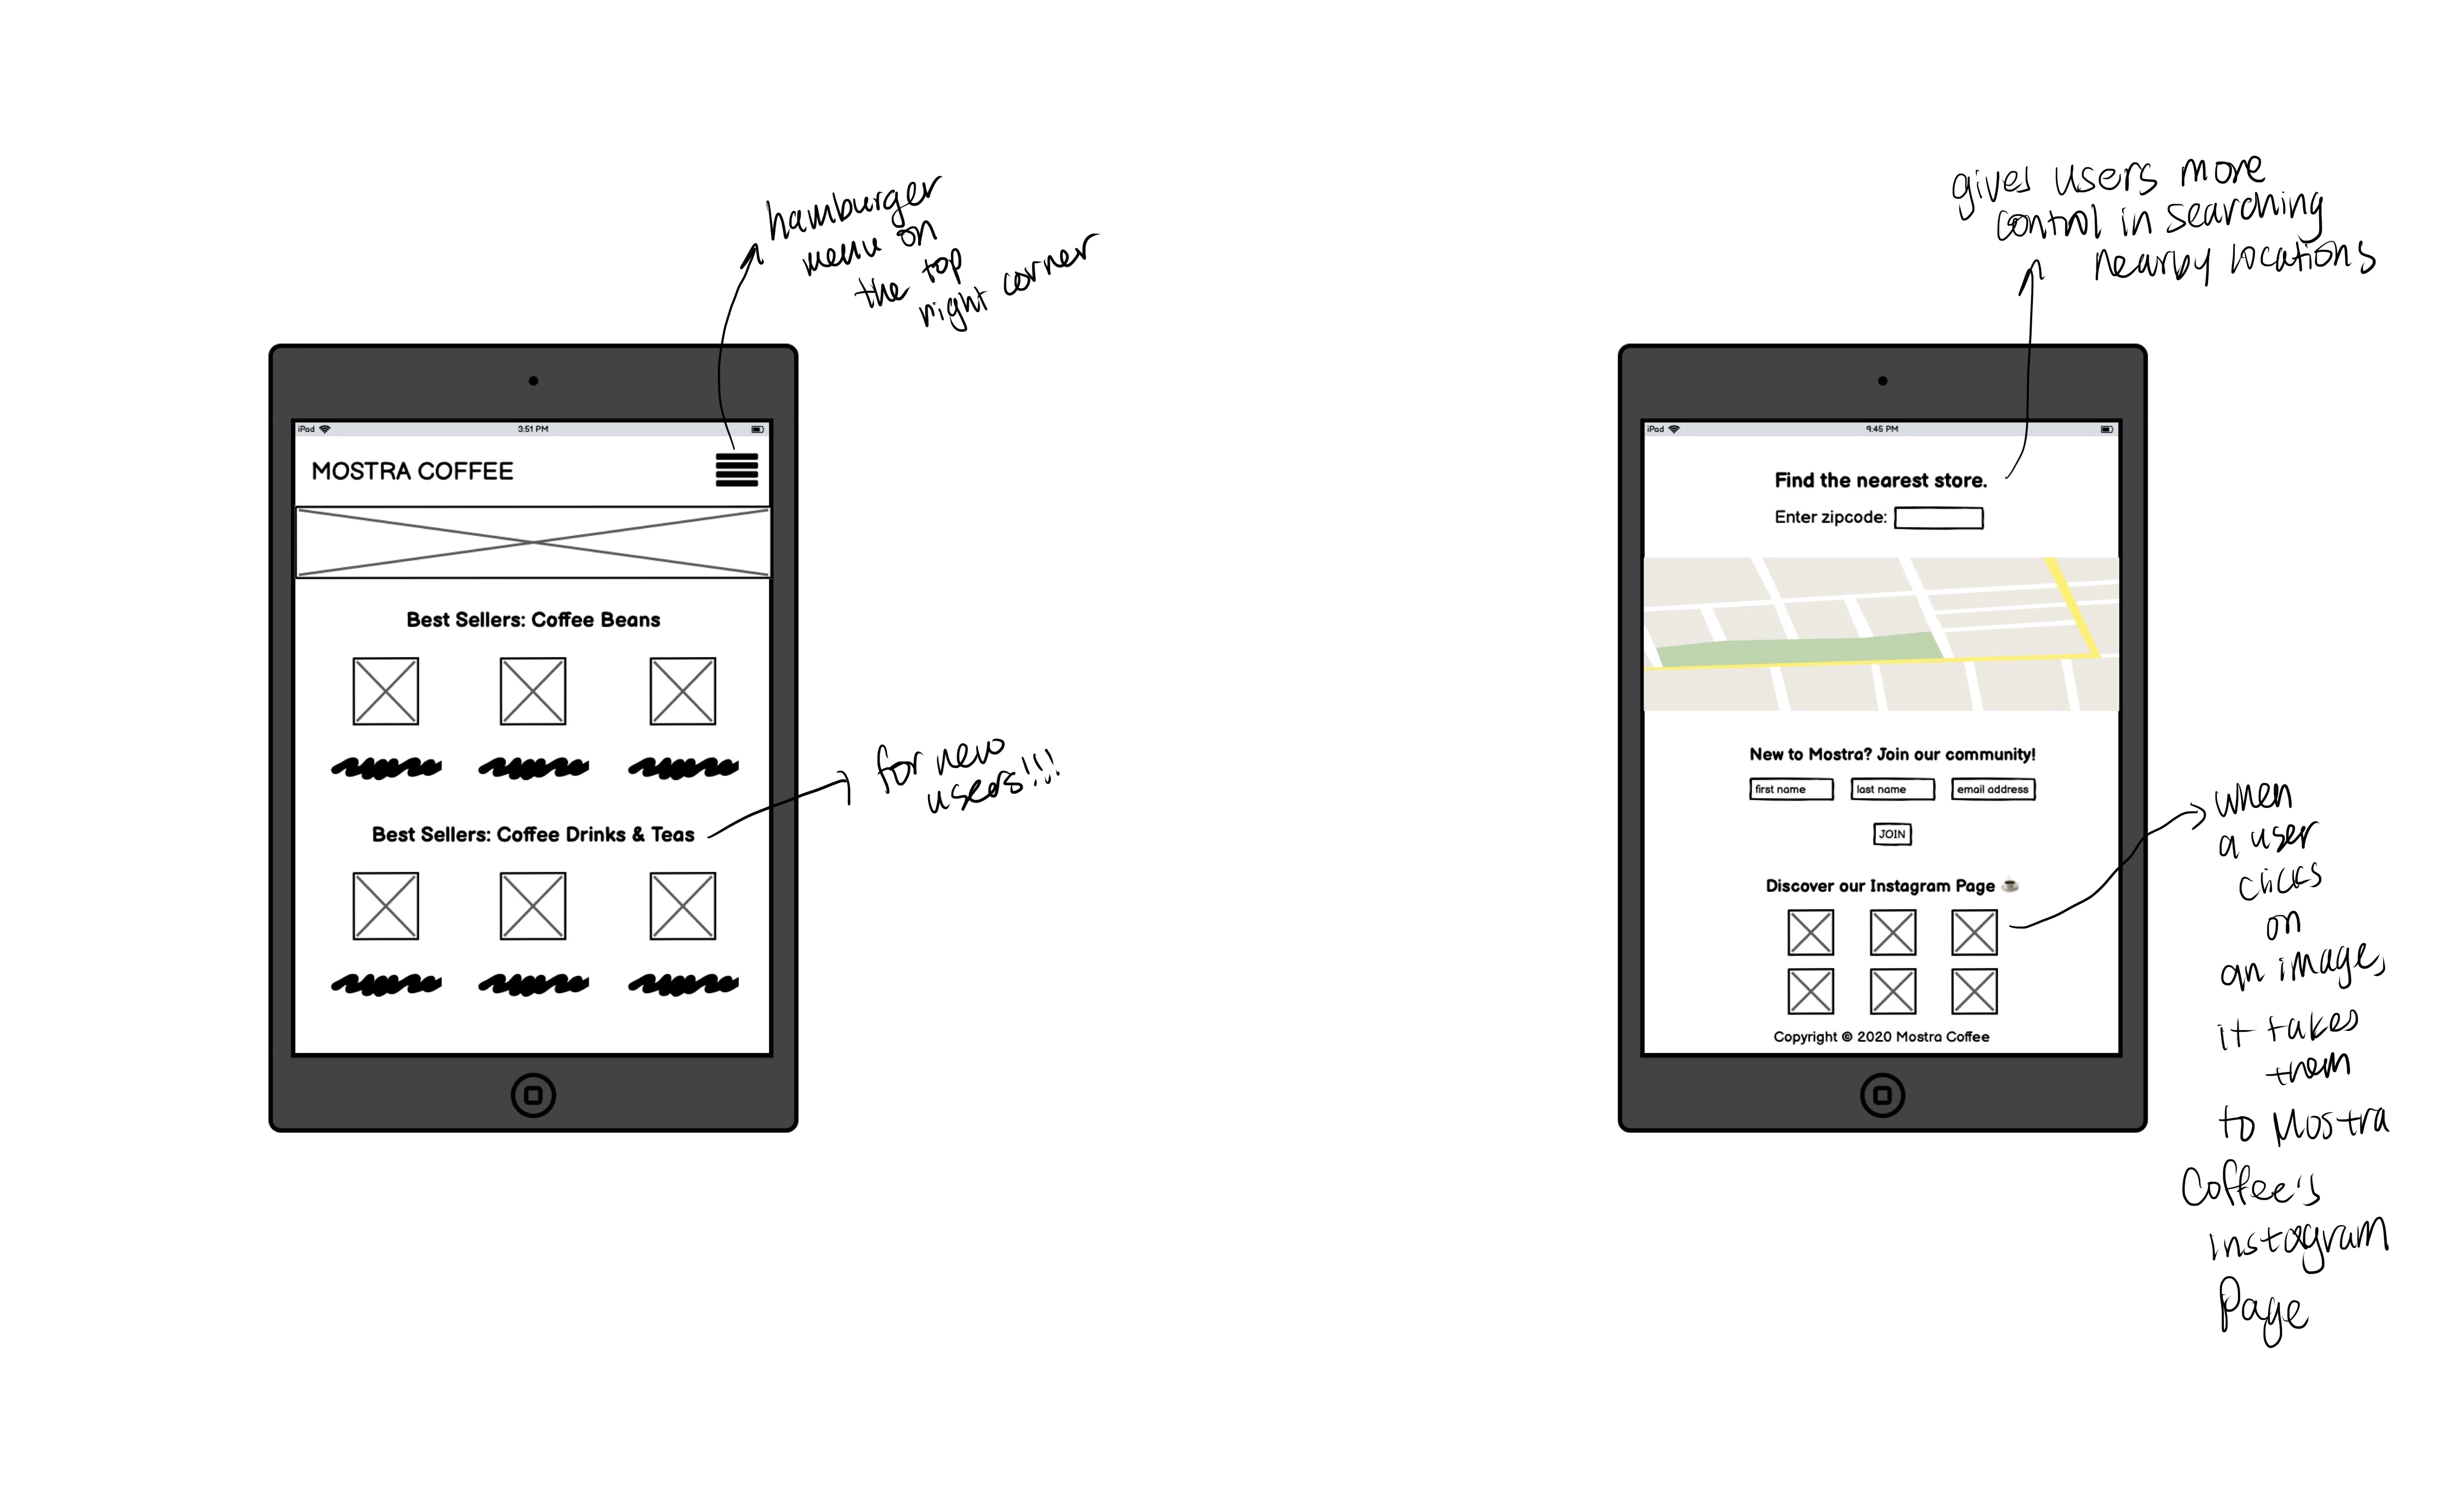 hamburger
menu on
the top
right corner
iPad
3:51 PM
MOSTRA COFFEE
Best Sellers: Coffee Beans
for new
users!!!!
Best Sellers: Coffee Drinks & Teas
gives users more
control in searching
nearby locations
iPad
9:45 PM
Find the nearest store.
Enter zipcode:
New to Mostra? Join our community!
first name
last name
email address
JOIN
Discover our Instagram Page ☕
Copyright © 2020 Mostra Coffee
when
a user
clicks
on
an image,
it takes
them
to Mostra
Coffee's
instagram
Page